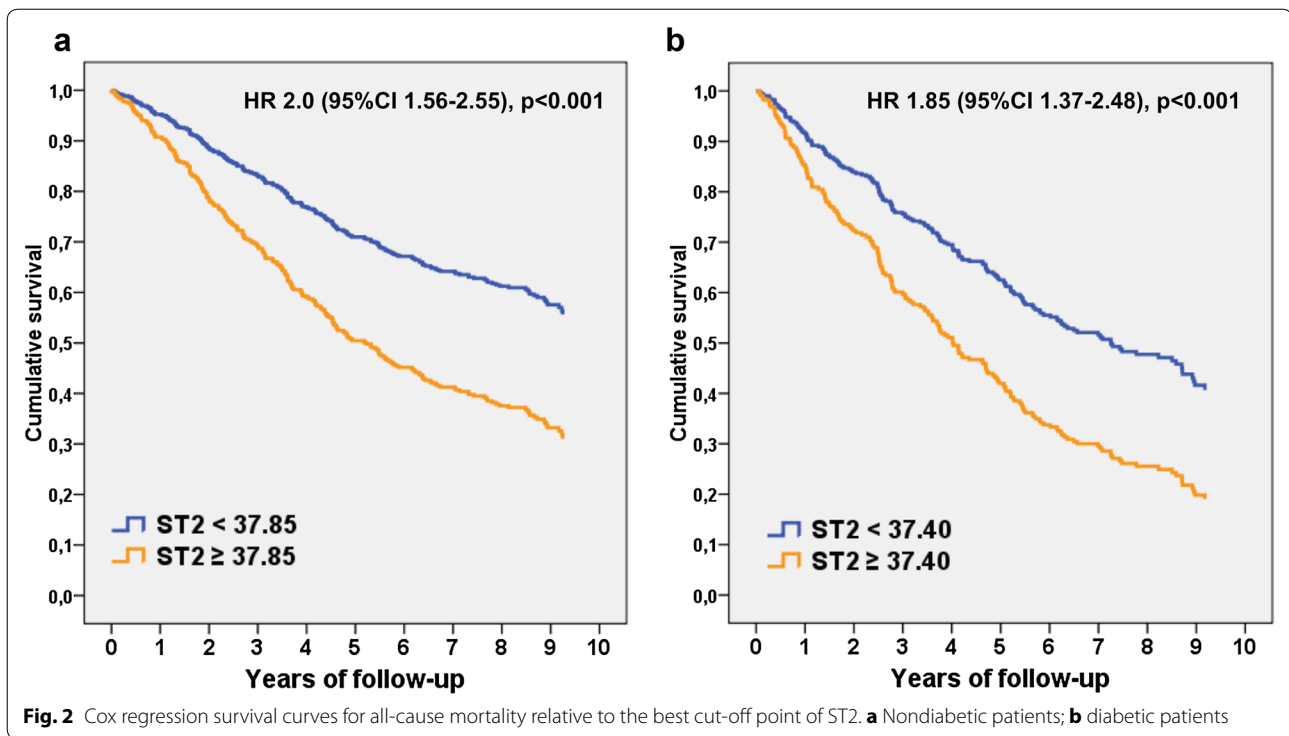 a
HR 2.0 (95%CI 1.56-2.55), p<0.001
Cumulative survival
1,0
0,9
0,8
0,7
0,6
0,5
0,4
0,3
0,2
0,1
0,0
ST2 < 37.85
ST2 ≥ 37.85
0 1 2 3 4 5 6 7 8 9 10
Years of follow-up
b
HR 1.85 (95%CI 1.37-2.48), p<0.001
Cumulative survival
1,0
0,9
0,8
0,7
0,6
0,5
0,4
0,3
0,2
0,1
0,0
ST2 < 37.40
ST2 ≥ 37.40
0 1 2 3 4 5 6 7 8 9 10
Years of follow-up
Fig. 2 Cox regression survival curves for all-cause mortality relative to the best cut-off point of ST2. a Nondiabetic patients; b diabetic patients